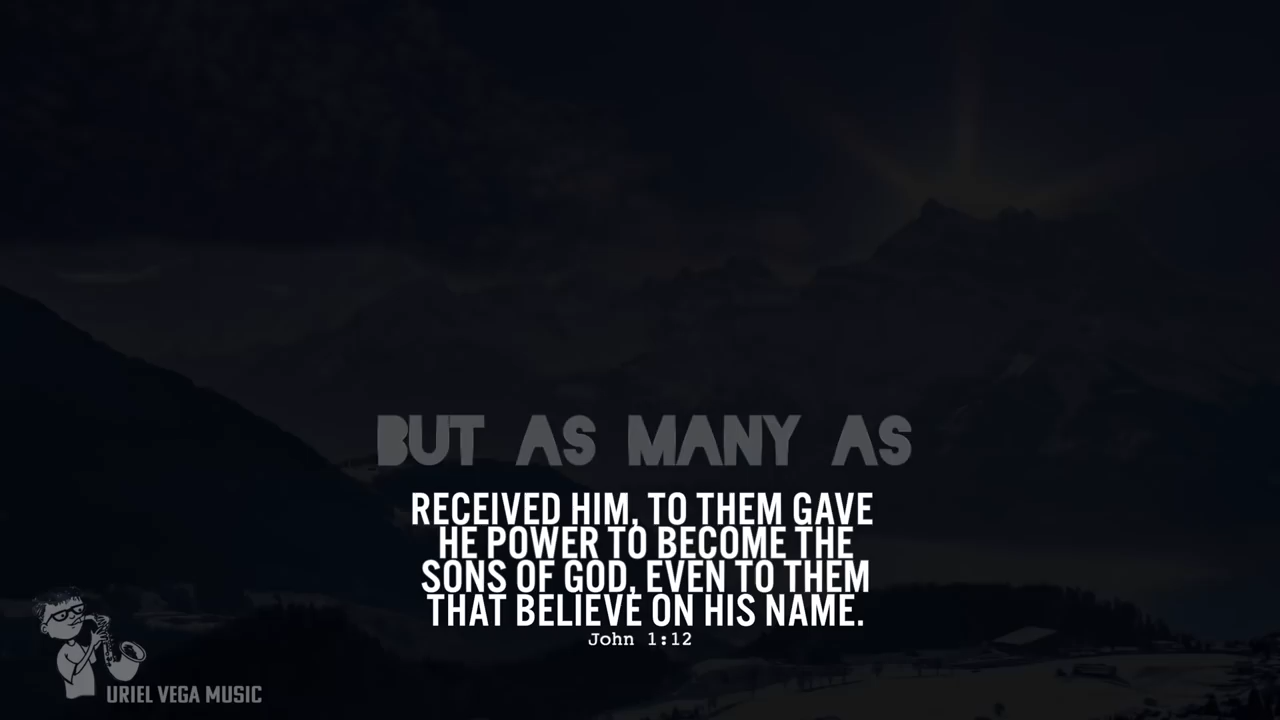 BUT AS MANY AS
RECEIVED HIM, TO THEM GAVE
HE POWER TO BECOME THE
SONS OF GOD, EVEN TO THEM
THAT BELIEVE ON HIS NAME.
John 1:12
URIEL VEGA MUSIC